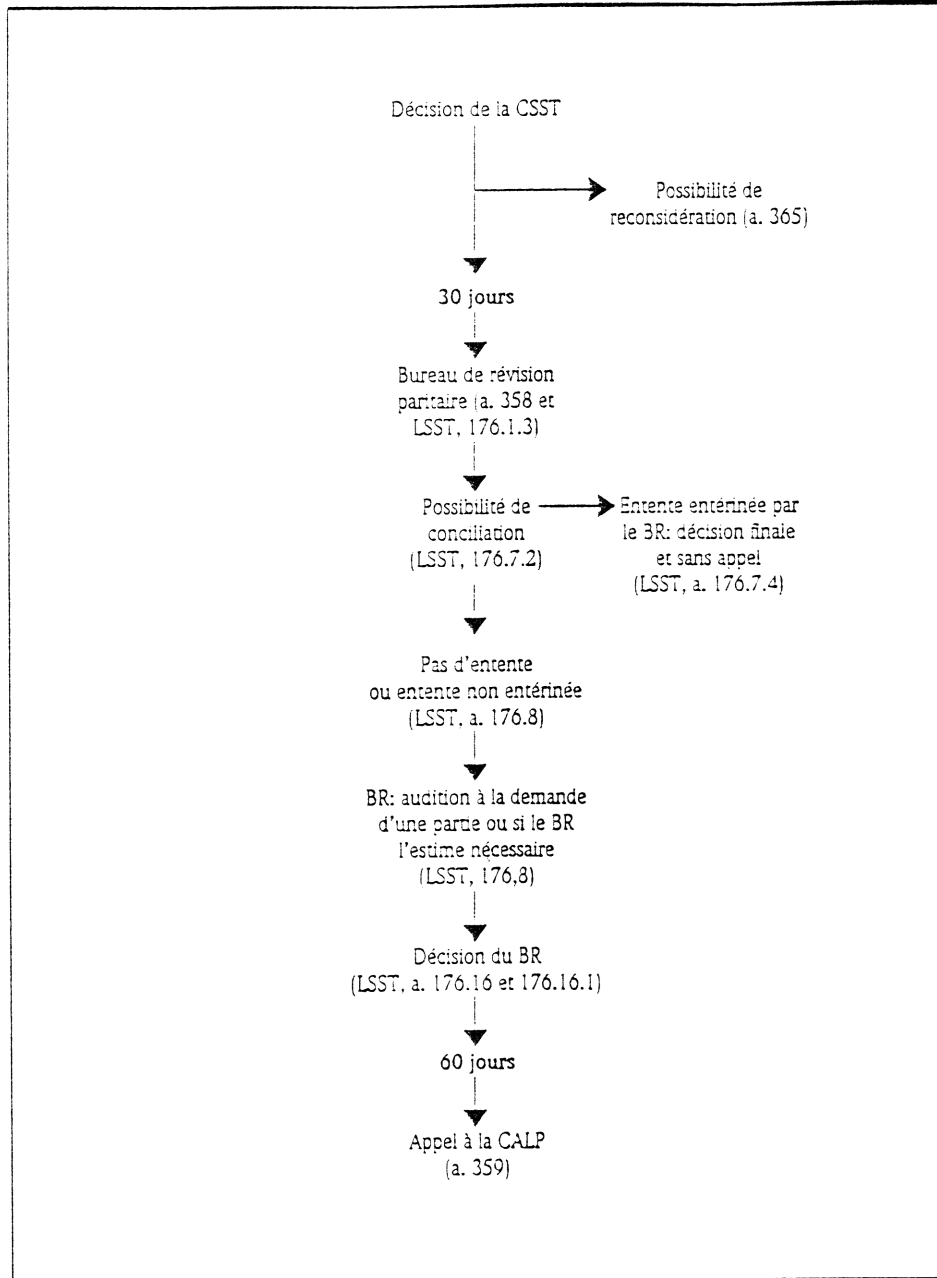 Décision de la CSST
Possibilité de
reconsidération (a. 365)
30 jours
Bureau de révision
paritaire (a. 358 et
LSST, 176.1.3)
Possibilité de
conciliation
(LSST, 176.7.2)
Entente entérinée par
le BR: décision finale
et sans appel
(LSST, a. 176.7.4)
Pas d'entente
ou entente non entérinée
(LSST, a. 176.8)
BR: audition à la demande
d'une partie ou si le BR
l'estime nécessaire
(LSST, 176,8)
Décision du BR
(LSST, a. 176.16 et 176.16.1)
60 jours
Appel à la CALP
(a. 359)